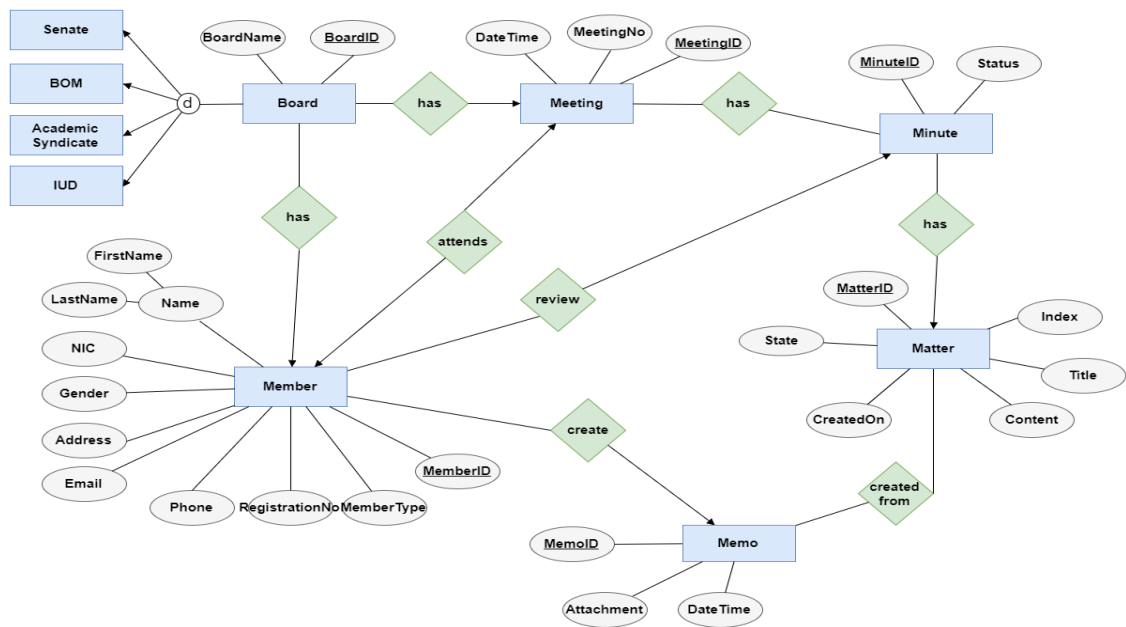 Senate
BOM
Academic
Syndicate
IUD
d
BoardName
BoardID
Board
has
DateTime
MeetingNo
MeetingID
Meeting
has
MinuteID
Status
Minute
has
attends
has
review
FirstName
LastName
Name
NIC
Gender
Address
Email
Phone
RegistrationNo
MemberType
MemberID
Member
MatterID
Index
State
Matter
Title
CreatedOn
Content
create
created
from
MemoID
Memo
Attachment
DateTime